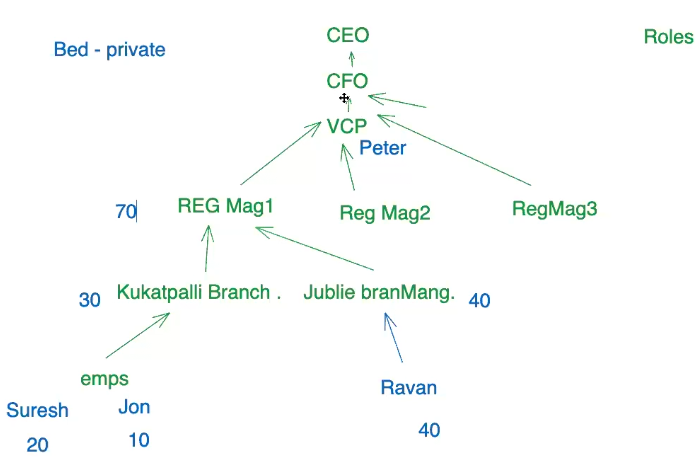 CEO
Roles
Bed - private
CFO
VCP
Peter
70
REG Mag1
Reg Mag2
RegMag3
30
Kukatpalli Branch .
Jublie branMang.
40
emps
Ravan
Suresh
Jon
20
10
40